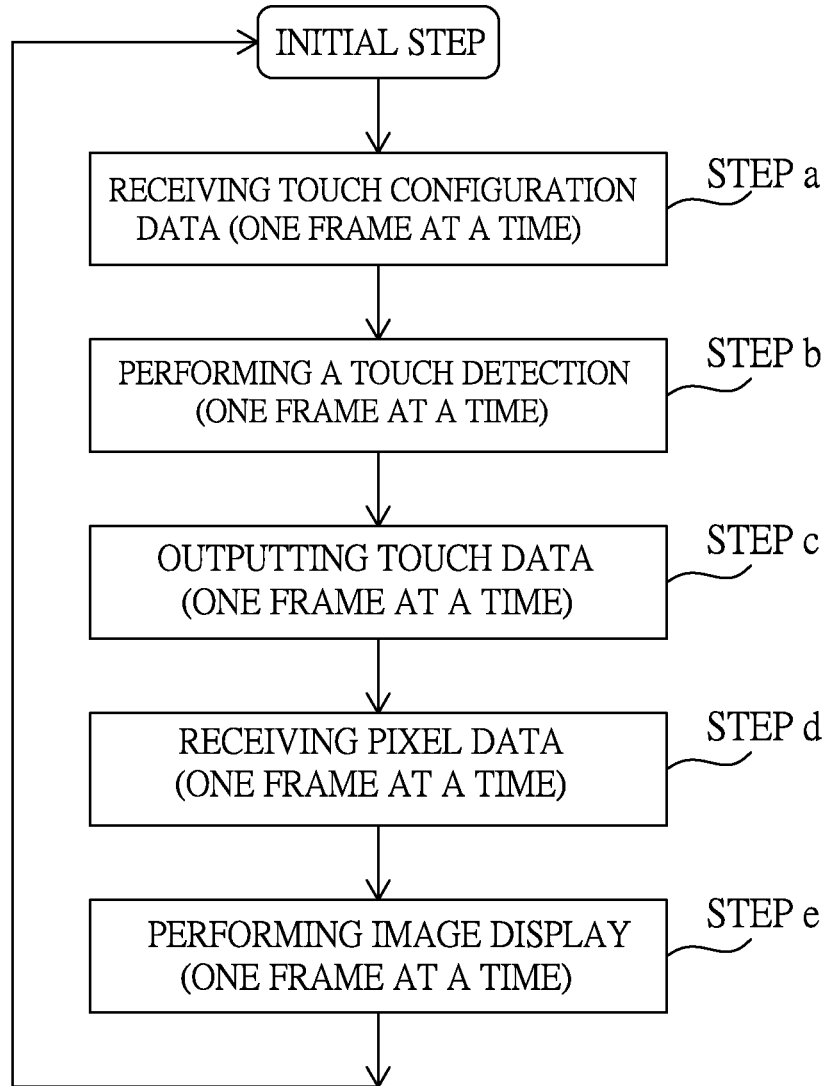 INITIAL STEP
RECEIVING TOUCH CONFIGURATION
DATA (ONE FRAME AT A TIME)
STEP a
PERFORMING A TOUCH DETECTION
(ONE FRAME AT A TIME)
STEP b
OUTPUTTING TOUCH DATA
(ONE FRAME AT A TIME)
STEP c
RECEIVING PIXEL DATA
(ONE FRAME AT A TIME)
STEP d
PERFORMING IMAGE DISPLAY
(ONE FRAME AT A TIME)
STEP e